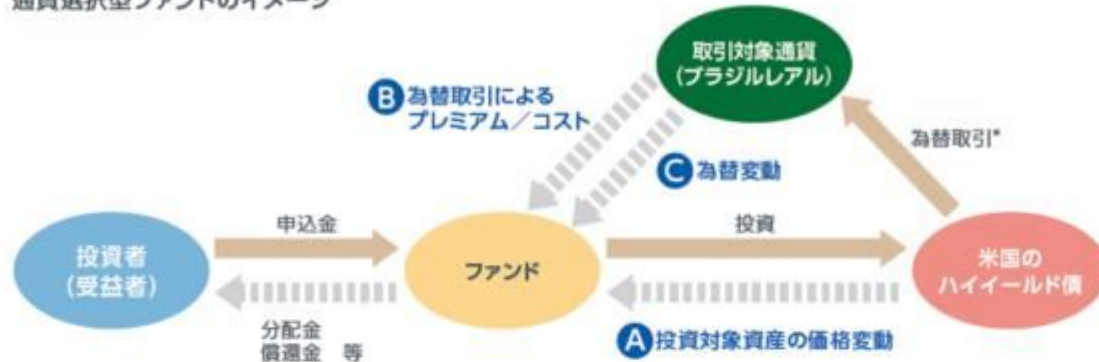 通貨選択型ファンドのイメージ
取引対象通貨
(ブラジルレアル)
B 為替取引による
プレミアム／コスト
為替取引*
C 為替変動
申込金
投資
投資者
(受益者)
ファンド
米国の
ハイイールド債
分配金
償還金 等
A 投資対象資産の価格変動